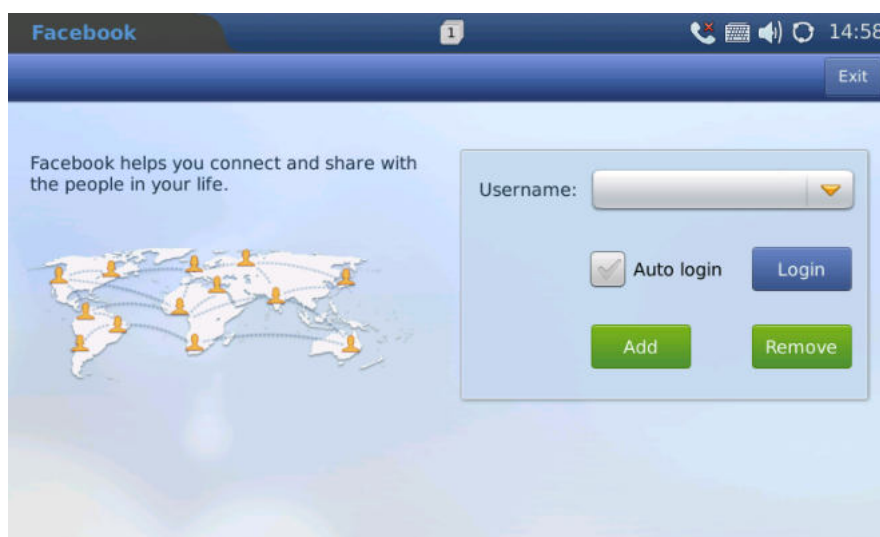 Facebook
1
14:58
Exit
Facebook helps you connect and share with
the people in your life.
Username:
Auto login
Login
Add
Remove